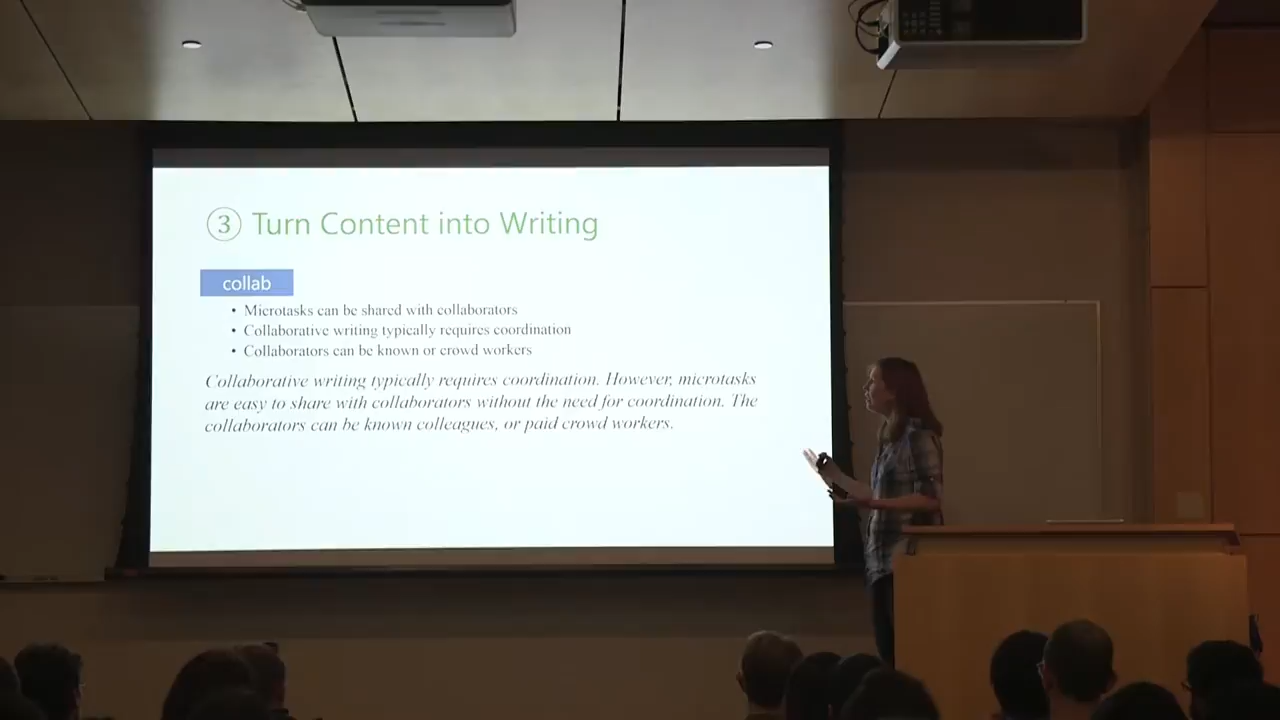 ③ Turn Content into Writing
collab
• Microtasks can be shared with collaborators
• Collaborative writing typically requires coordination
• Collaborators can be known or crowd workers
Collaborative writing typically requires coordination. However, microtasks
are easy to share with collaborators without the need for coordination. The
collaborators can be known colleagues, or paid crowd workers.